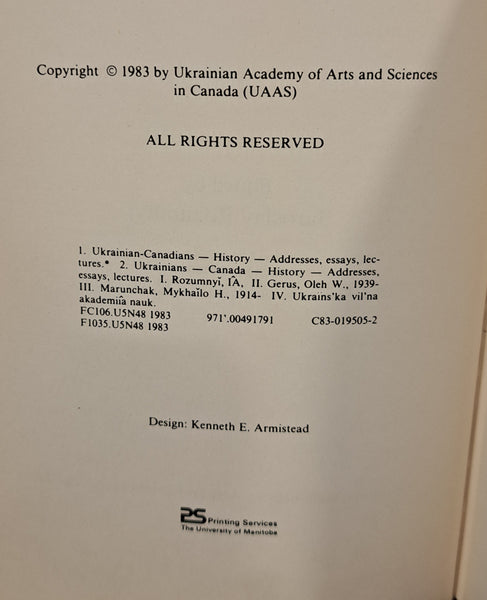 Copyright © 1983 by Ukrainian Academy of Arts and Sciences
in Canada (UAAS)
ALL RIGHTS RESERVED
1. Ukrainian-Canadians — History — Addresses, essays, lec-
tures.* 2. Ukrainians — Canada — History — Addresses,
essays, lectures. I. Rozumnyĭ, I͡A, II. Gerus, Oleh W., 1939-
III. Marunchak, Mykhaĭlo H., 1914- IV. Ukrains'ka vil'na
akademii͡a nauk.
FC106.U5N48 1983 971'.00491791 C83-019505-2
F1035.U5N48 1983
Design: Kenneth E. Armistead
PS Printing Services
The University of Manitoba